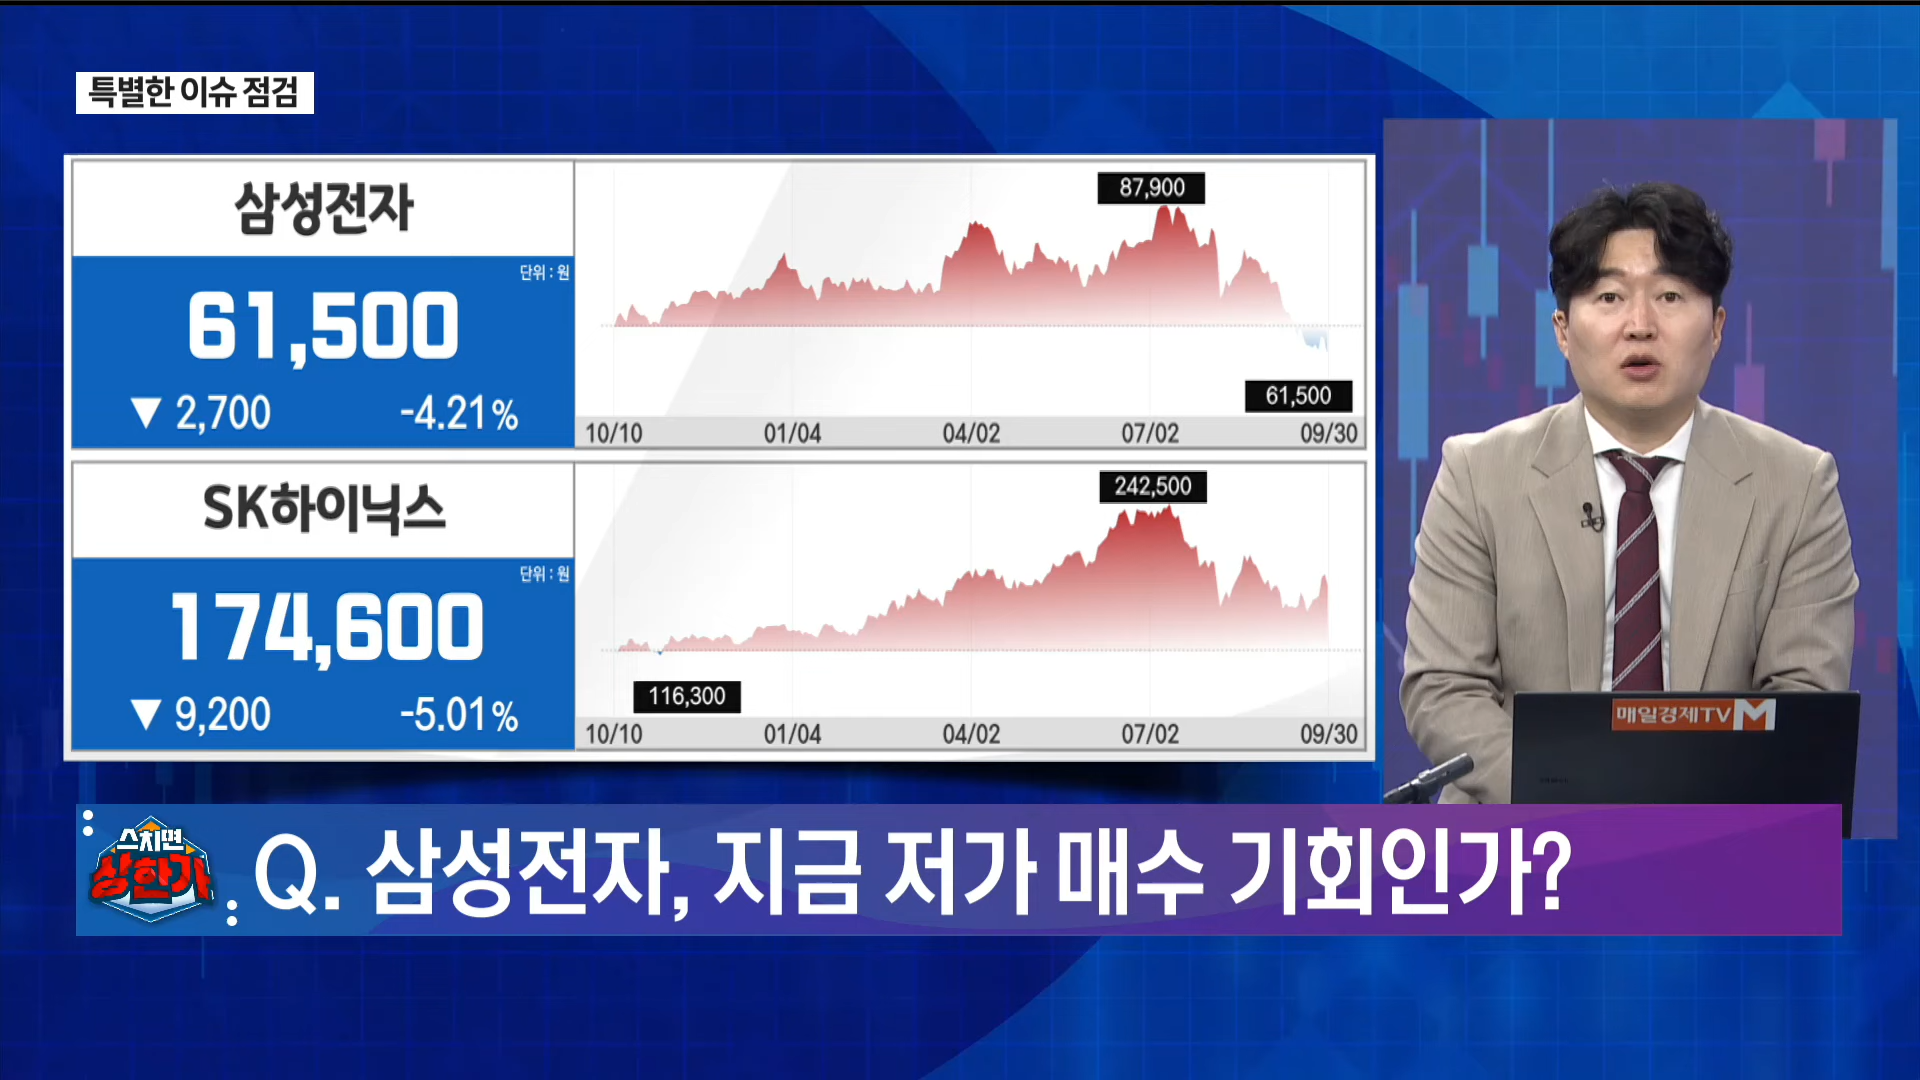 특별한 이슈 점검
삼성전자
단위 : 원
61,500
▼ 2,700 -4.21%
87,900
61,500
10/10 01/04 04/02 07/02 09/30
SK하이닉스
단위 : 원
174,600
▼ 9,200 -5.01%
242,500
116,300
10/10 01/04 04/02 07/02 09/30
매일경제TV M
스치면
상한가
Q. 삼성전자, 지금 저가 매수 기회인가?